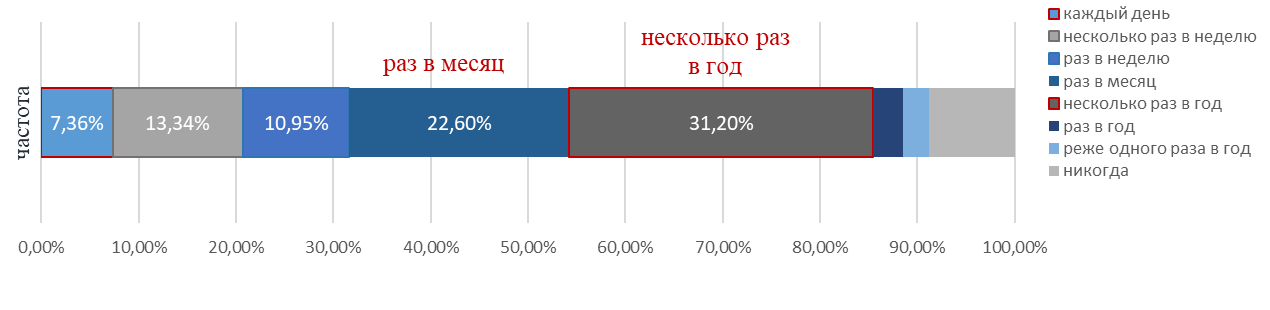 несколько раз
в год
раз в месяц
частота
7,36%
13,34%
10,95%
22,60%
31,20%
0,00%
10,00%
20,00%
30,00%
40,00%
50,00%
60,00%
70,00%
80,00%
90,00%
100,00%
каждый день
несколько раз в неделю
раз в неделю
раз в месяц
несколько раз в год
раз в год
реже одного раза в год
никогда